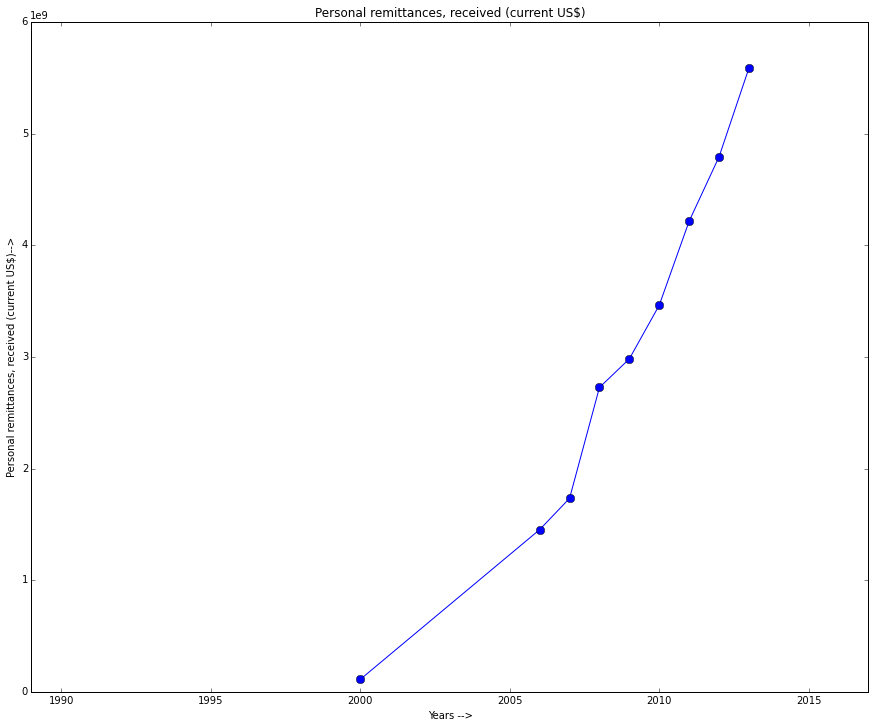 Personal remittances, received (current US$)
1e9
6
5
4
3
2
1
0
Personal remittances, received (current US$)-->
1990 1995 2000 2005 2010 2015
Years -->